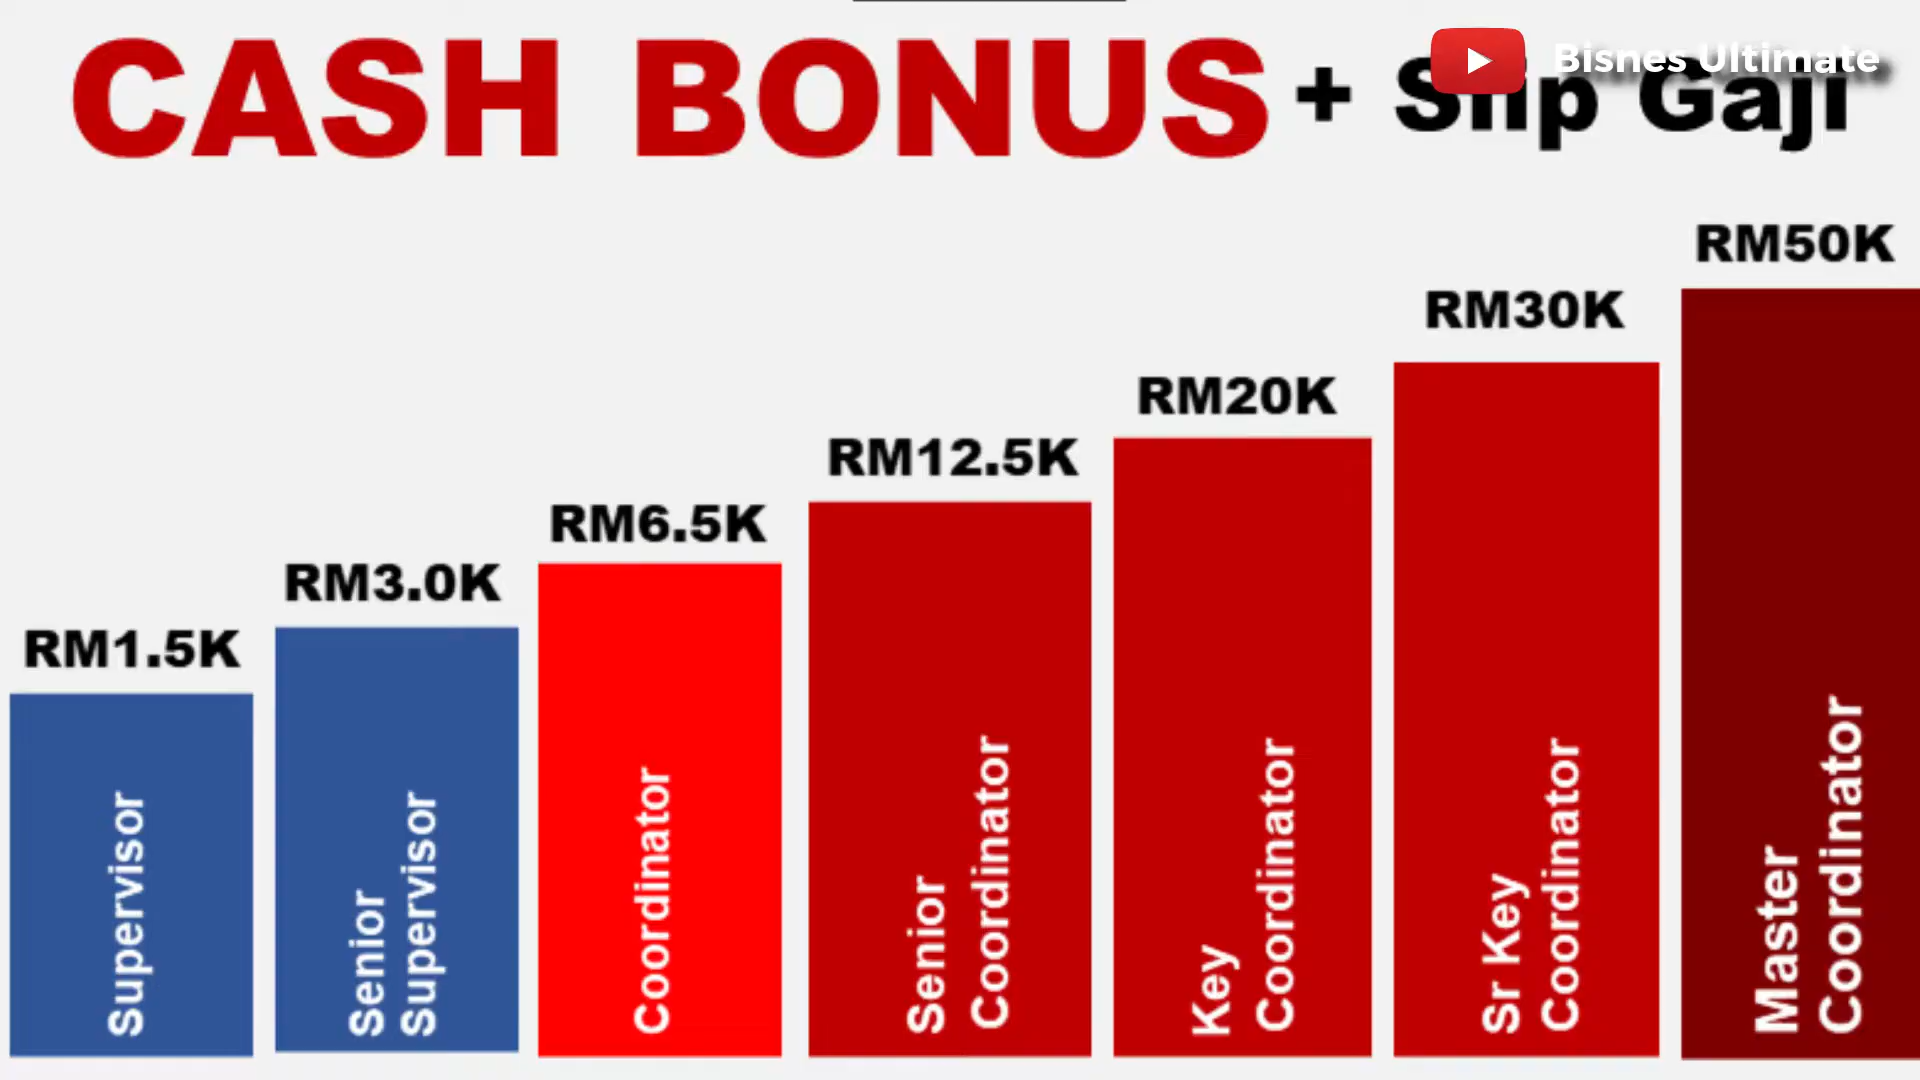 CASH BONUS + Slip Gaji
Bisnes Ultimate
RM1.5K
RM3.0K
RM6.5K
RM12.5K
RM20K
RM30K
RM50K
Supervisor
Senior
Supervisor
Coordinator
Senior
Coordinator
Key
Coordinator
Sr Key
Coordinator
Master
Coordinator